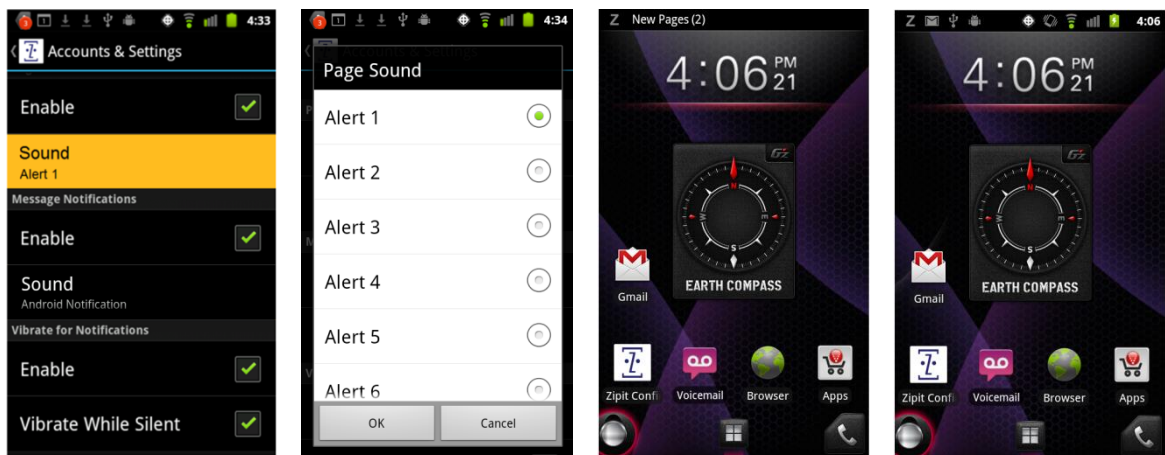 4:33
Accounts & Settings
Enable
Sound
Alert 1
Message Notifications
Enable
Sound
Android Notification
Vibrate for Notifications
Enable
Vibrate While Silent
4:34
Accounts & Se
Page Sound
Alert 1
Alert 2
Alert 3
Alert 4
Alert 5
Alert 6
OK
Cancel
Z New Pages (2)
4:06 PM
21
G'z
N
W
E
S
EARTH COMPASS
Gmail
Zipit Confi
Voicemail
Browser
Apps
Z 4:06
4:06 PM
21
G'z
N
W
E
S
EARTH COMPASS
Gmail
Zipit Confi
Voicemail
Browser
Apps